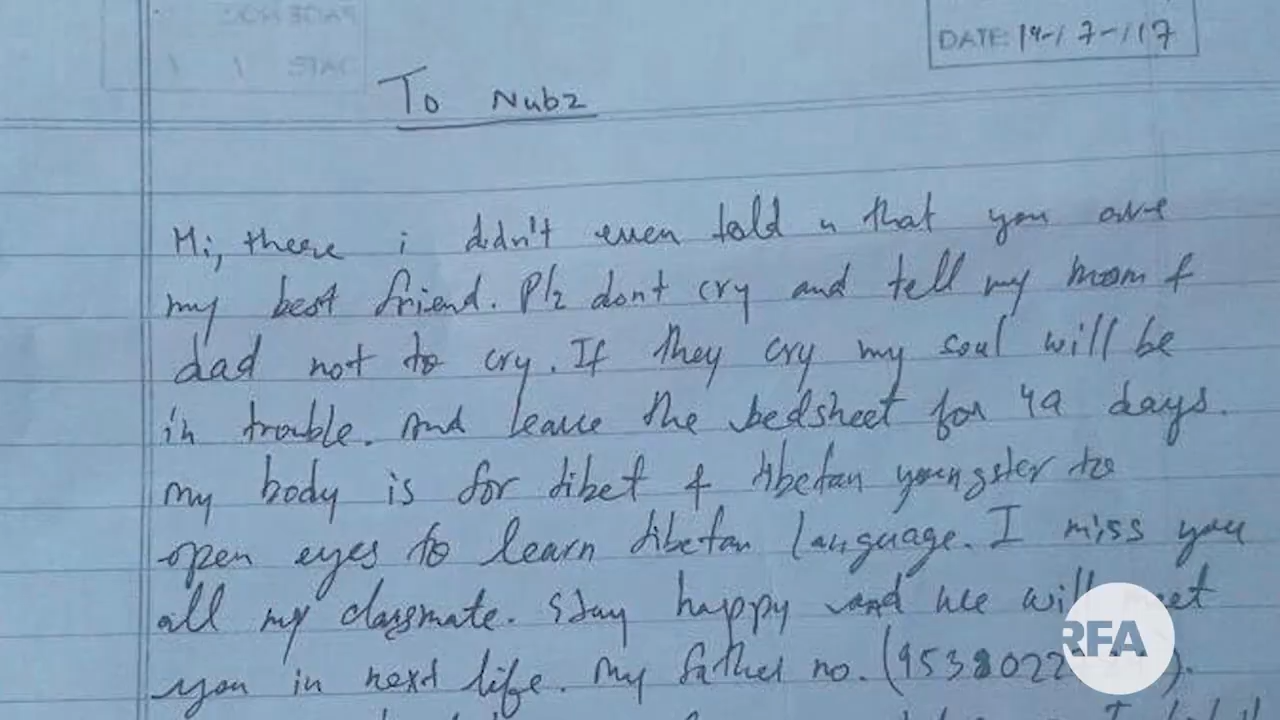 DATE: 14-17-117
To Nubz
Hi, there i didn't even told u that you are
my best friend. Plz dont cry and tell my mom &
dad not to cry. If they cry my soul will be
in trouble. And leave the bedsheet for 49 days.
my body is for tibet & tibetan youngster to
open eyes to learn tibetan language. I miss you
all my classmate. Stay happy and we will meet
you in next life. My father no. (
RFA